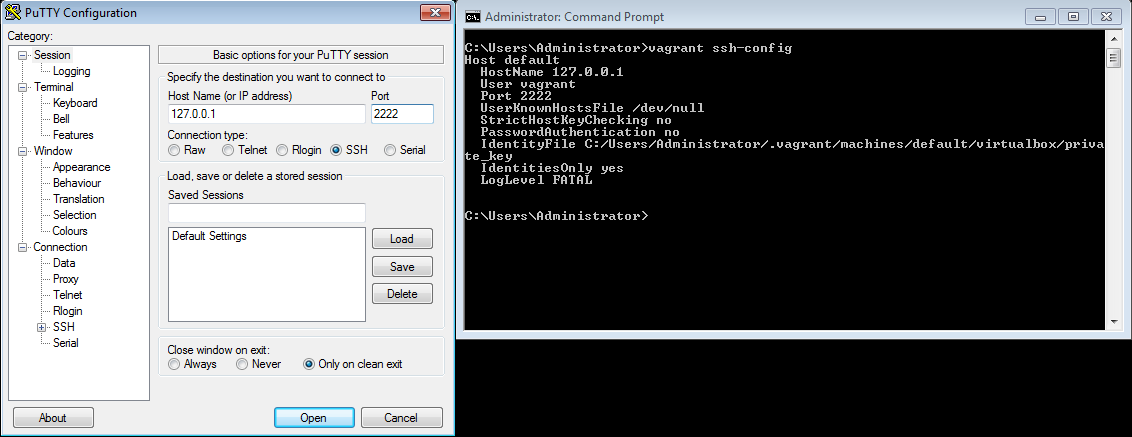 PuTTY Configuration
Category:
Session
Logging
Terminal
Keyboard
Bell
Features
Window
Appearance
Behaviour
Translation
Selection
Colours
Connection
Data
Proxy
Telnet
Rlogin
SSH
Serial
Basic options for your PuTTY session
Specify the destination you want to connect to
Host Name (or IP address) Port
127.0.0.1 2222
Connection type:
Raw Telnet Rlogin SSH Serial
Load, save or delete a stored session
Saved Sessions
Default Settings
Load
Save
Delete
Close window on exit:
Always Never Only on clean exit
About Open Cancel
Administrator: Command Prompt
C:\Users\Administrator>vagrant ssh-config
Host default
HostName 127.0.0.1
User vagrant
Port 2222
UserKnownHostsFile /dev/null
StrictHostKeyChecking no
PasswordAuthentication no
IdentityFile C:/Users/Administrator/.vagrant/machines/default/virtualbox/priva
te_key
IdentitiesOnly yes
LogLevel FATAL
C:\Users\Administrator>